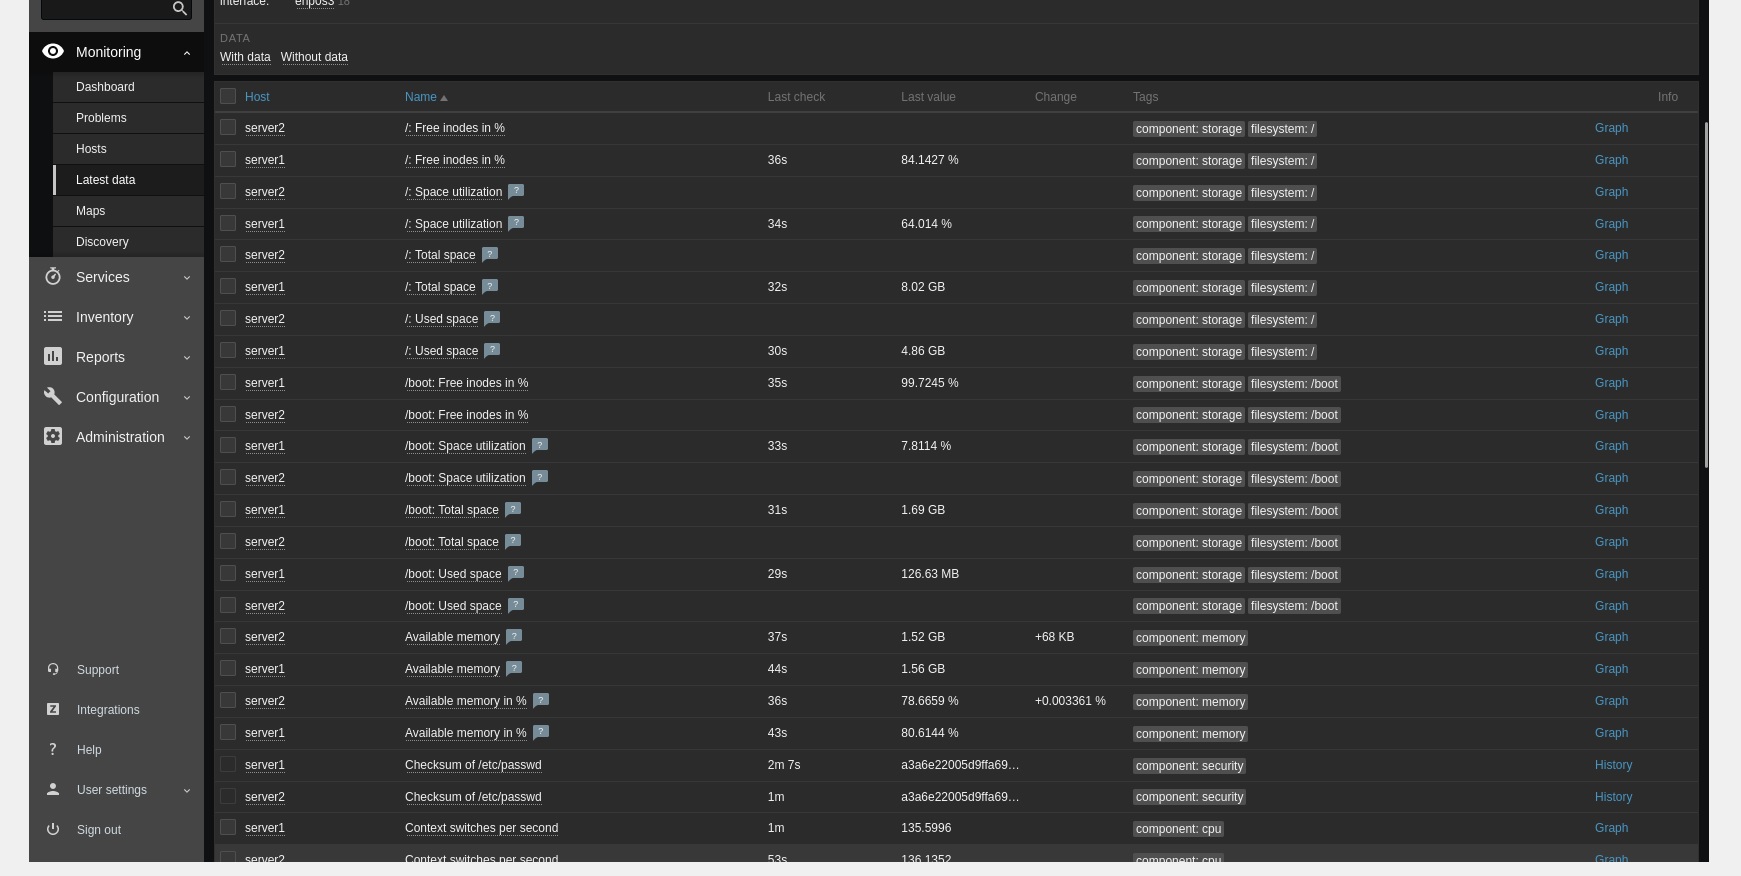 interface: enpos3 18
DATA
With data Without data
Monitoring
Dashboard
Problems
Hosts
Latest data
Maps
Discovery
Services
Inventory
Reports
Configuration
Administration
Support
Integrations
Help
User settings
Sign out
Host Name Last check Last value Change Tags Info
server2 /: Free inodes in % component: storage filesystem: / Graph
server1 /: Free inodes in % 36s 84.1427 % component: storage filesystem: / Graph
server2 /: Space utilization ? component: storage filesystem: / Graph
server1 /: Space utilization ? 34s 64.014 % component: storage filesystem: / Graph
server2 /: Total space ? component: storage filesystem: / Graph
server1 /: Total space ? 32s 8.02 GB component: storage filesystem: / Graph
server2 /: Used space ? component: storage filesystem: / Graph
server1 /: Used space ? 30s 4.86 GB component: storage filesystem: / Graph
server1 /boot: Free inodes in % 35s 99.7245 % component: storage filesystem: /boot Graph
server2 /boot: Free inodes in % component: storage filesystem: /boot Graph
server1 /boot: Space utilization ? 33s 7.8114 % component: storage filesystem: /boot Graph
server2 /boot: Space utilization ? component: storage filesystem: /boot Graph
server1 /boot: Total space ? 31s 1.69 GB component: storage filesystem: /boot Graph
server2 /boot: Total space ? component: storage filesystem: /boot Graph
server1 /boot: Used space ? 29s 126.63 MB component: storage filesystem: /boot Graph
server2 /boot: Used space ? component: storage filesystem: /boot Graph
server2 Available memory ? 37s 1.52 GB +68 KB component: memory Graph
server1 Available memory ? 44s 1.56 GB component: memory Graph
server2 Available memory in % ? 36s 78.6659 % +0.003361 % component: memory Graph
server1 Available memory in % ? 43s 80.6144 % component: memory Graph
server1 Checksum of /etc/passwd 2m 7s a3a6e22005d9ffa69… component: security History
server2 Checksum of /etc/passwd 1m a3a6e22005d9ffa69… component: security History
server1 Context switches per second 1m 135.5996 component: cpu Graph
server2 Context switches per second 53s 136.1352 component: cpu Graph